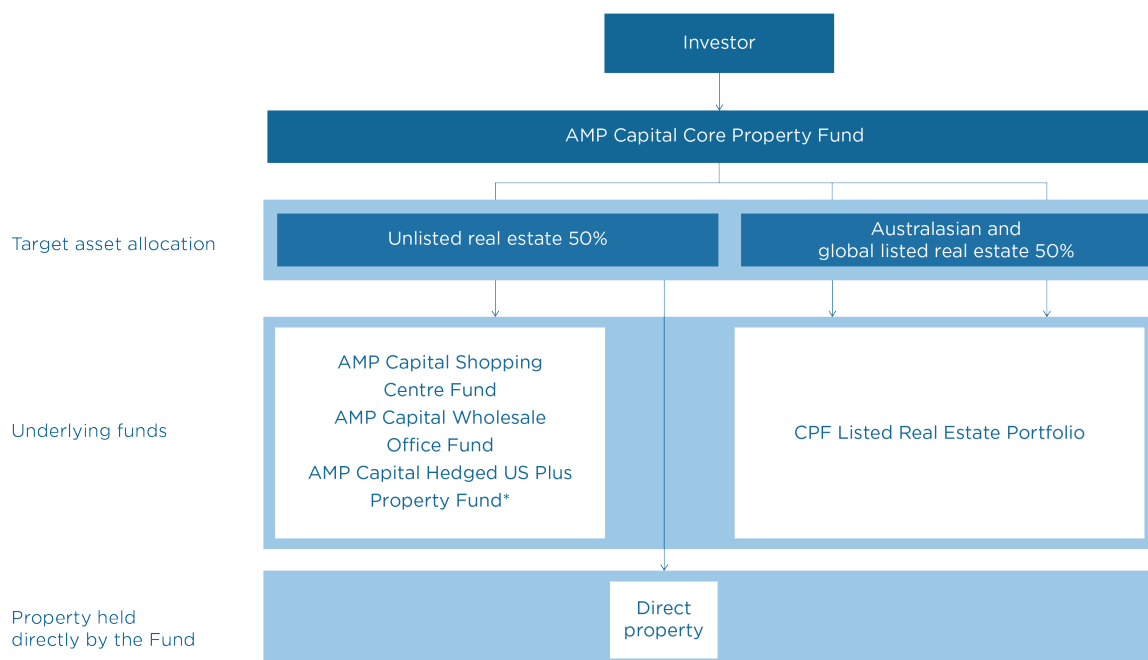 Investor
AMP Capital Core Property Fund
Target asset allocation
Unlisted real estate 50%
Australasian and
global listed real estate 50%
Underlying funds
AMP Capital Shopping
Centre Fund
AMP Capital Wholesale
Office Fund
AMP Capital Hedged US Plus
Property Fund*
CPF Listed Real Estate Portfolio
Property held
directly by the Fund
Direct
property